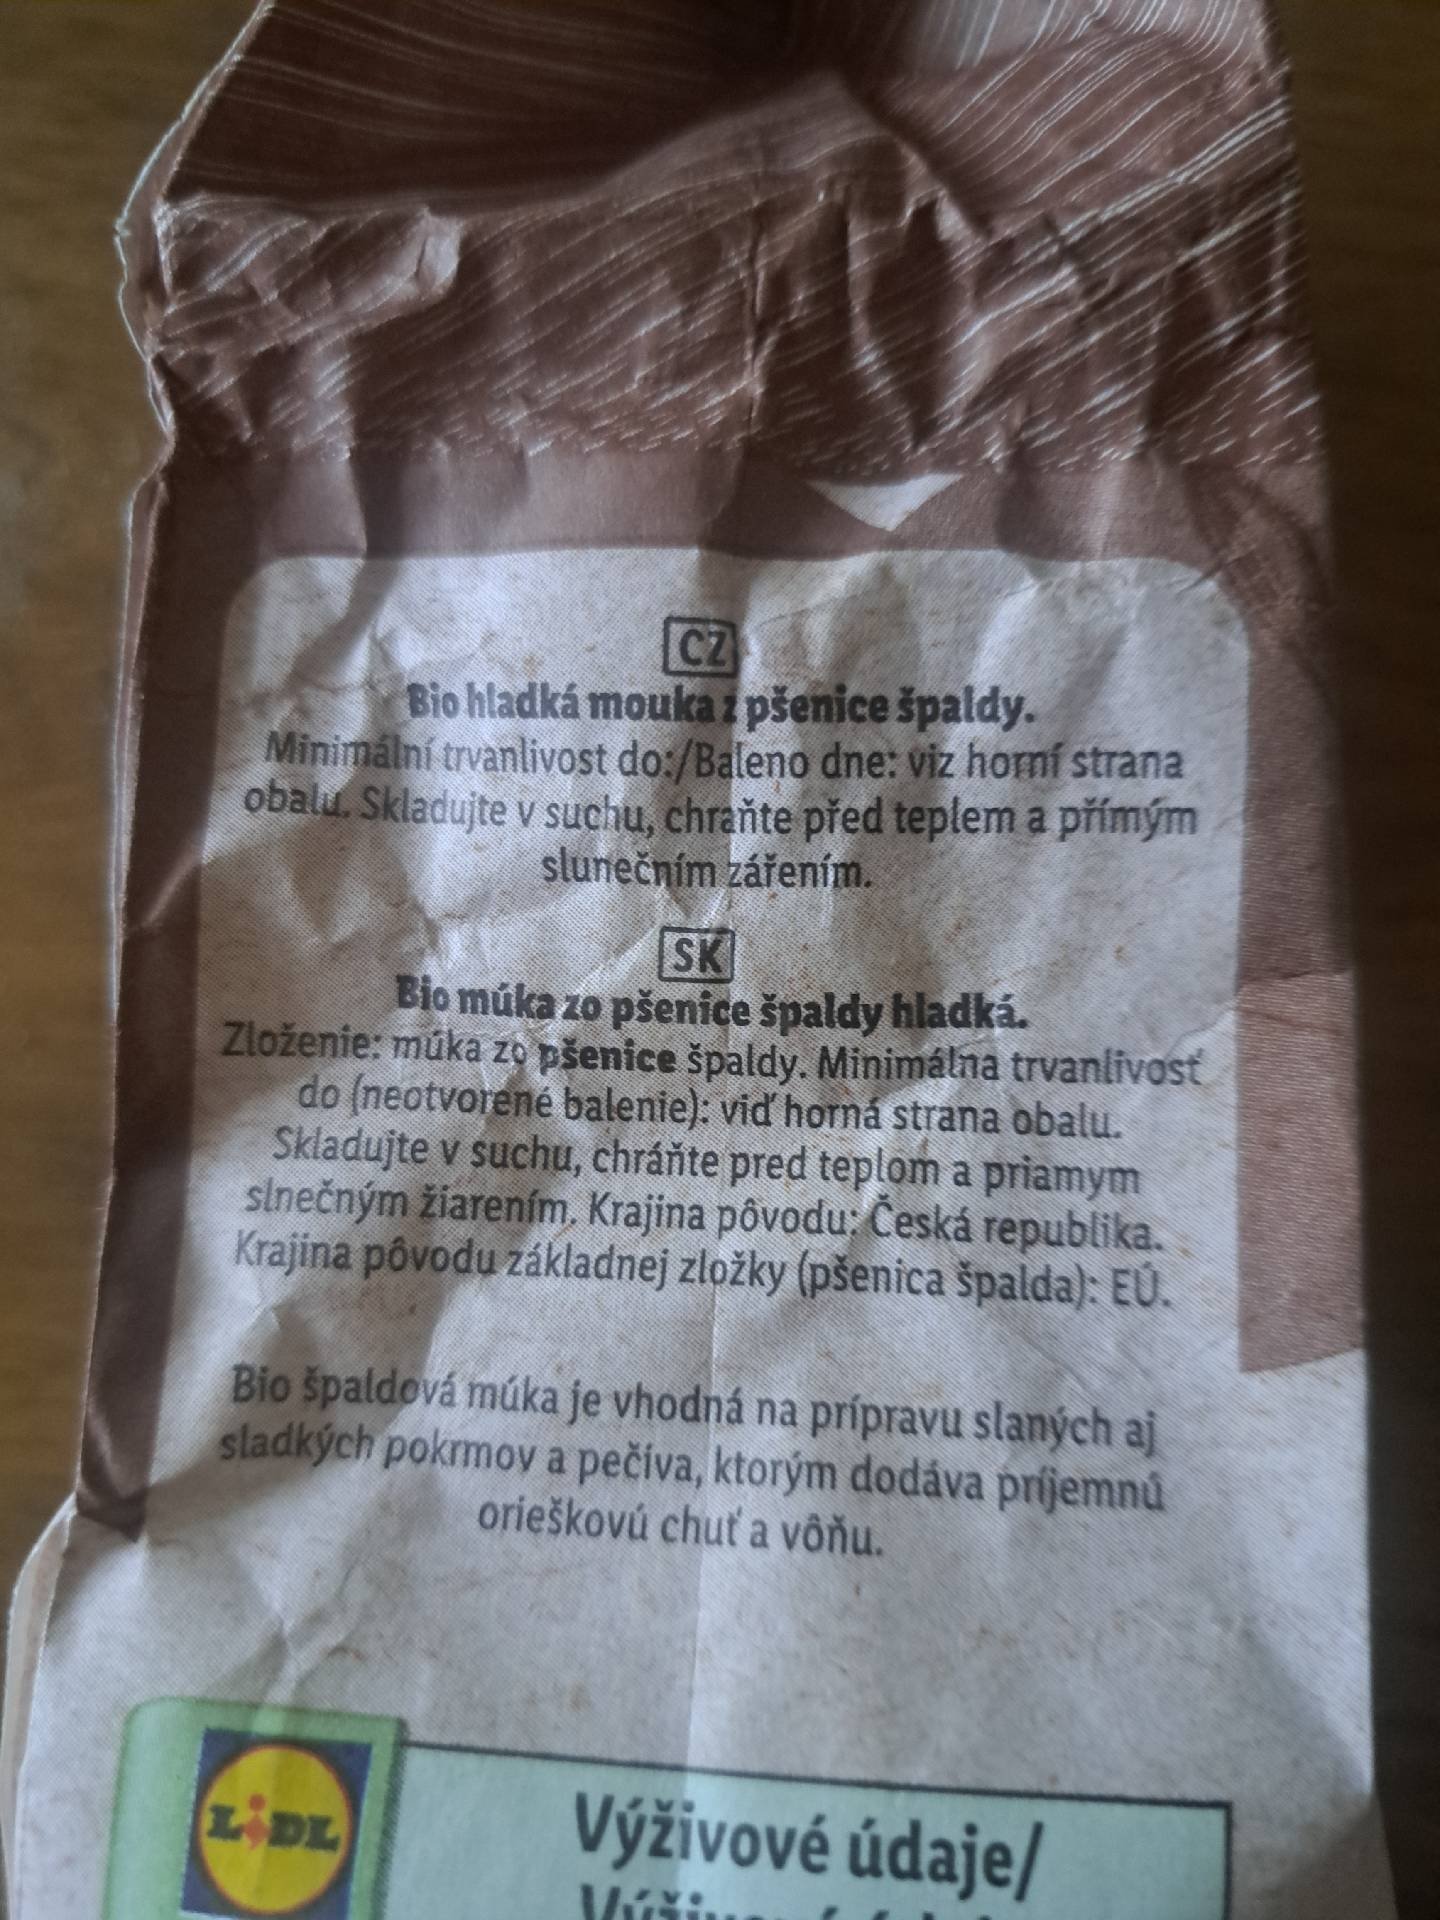 CZ
Bio hladká mouka z pšenice špaldy.
Minimální trvanlivost do:/Baleno dne: viz horní strana
obalu. Skladujte v suchu, chraňte před teplem a přímým
slunečním zářením.
SK
Bio múka zo pšenice špaldy hladká.
Zloženie: múka zo pšenice špaldy. Minimálna trvanlivosť
do (neotvorené balenie): viď horná strana obalu.
Skladujte v suchu, chráňte pred teplom a priamym
slnečným žiarením. Krajina pôvodu: Česká republika.
Krajina pôvodu základnej zložky (pšenica špalda): EÚ.
Bio špaldová múka je vhodná na prípravu slaných aj
sladkých pokrmov a pečiva, ktorým dodáva príjemnú
orieškovú chuť a vôňu.
LiDL
Výživové údaje/